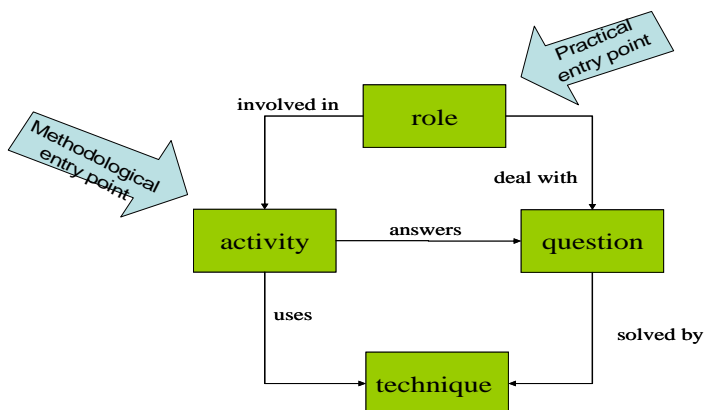 Practical
entry point
involved in
role
Methodological
entry point
deal with
activity
answers
question
uses
solved by
technique